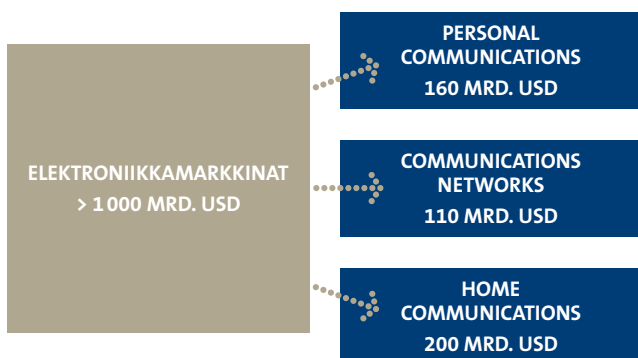 ELEKTRONIIKKAMARKKINAT
> 1 000 MRD. USD
PERSONAL
COMMUNICATIONS
160 MRD. USD
COMMUNICATIONS
NETWORKS
110 MRD. USD
HOME
COMMUNICATIONS
200 MRD. USD